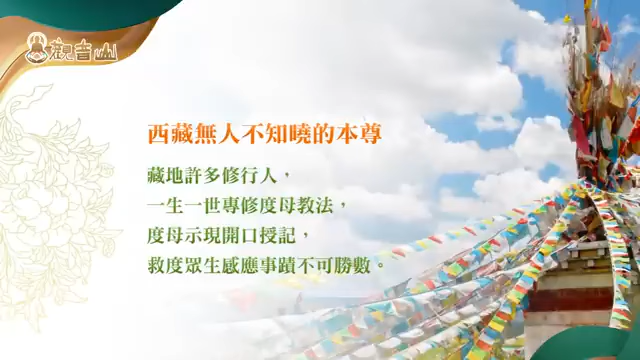 觀音山
西藏無人不知曉的本尊
藏地許多修行人，
一生一世專修度母教法，
度母示現開口授記，
救度眾生感應事蹟不可勝數。